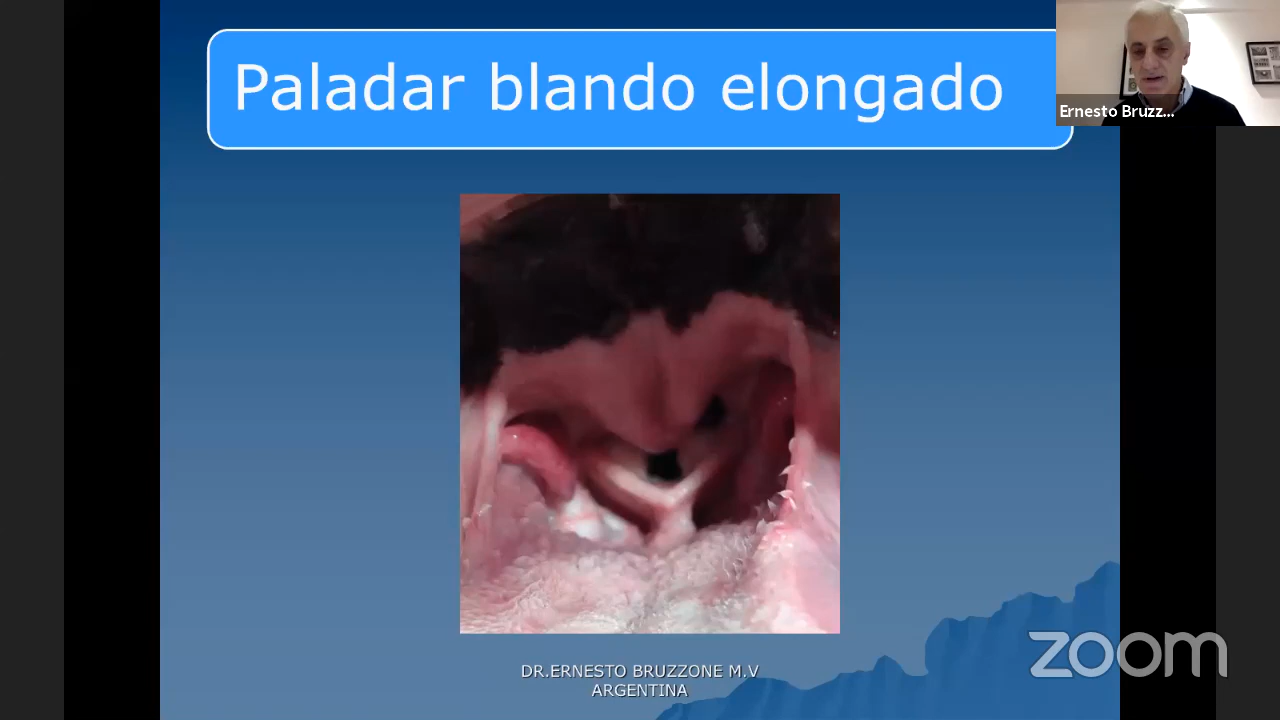 Paladar blando elongado
Ernesto Bruzz...
DR.ERNESTO BRUZZONE M.V
ARGENTINA
zoom